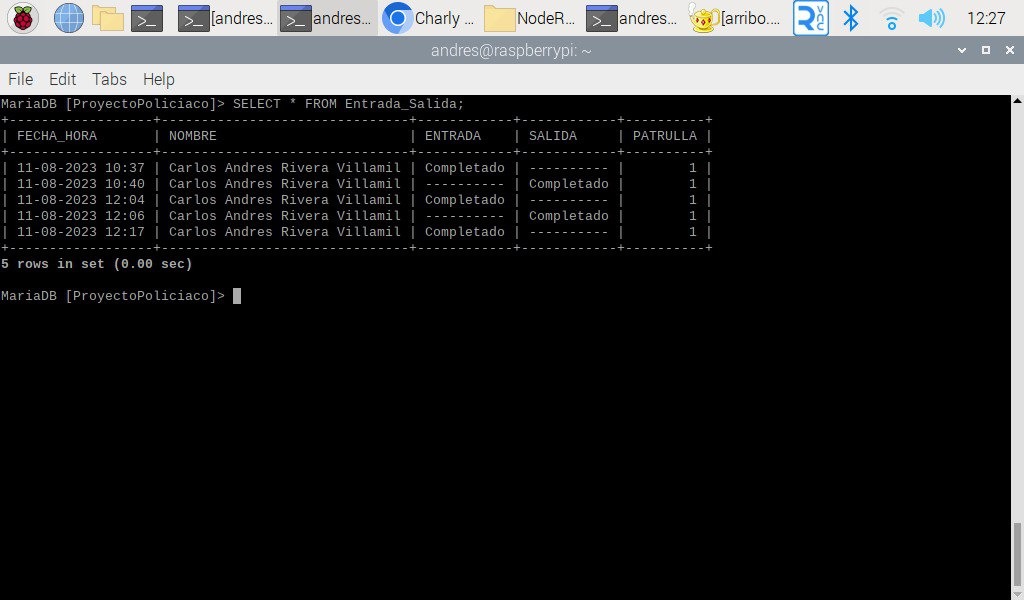 [andres... andres... Charly ... NodeR... andres... [arribo.... 12:27
andres@raspberrypi: ~
File Edit Tabs Help
MariaDB [ProyectoPoliciaco]> SELECT * FROM Entrada_Salida;
+------------------+-------------------------------+------------+------------+----------+
| FECHA_HORA | NOMBRE | ENTRADA | SALIDA | PATRULLA |
+------------------+-------------------------------+------------+------------+----------+
| 11-08-2023 10:37 | Carlos Andres Rivera Villamil | Completado | ---------- | 1 |
| 11-08-2023 10:40 | Carlos Andres Rivera Villamil | ---------- | Completado | 1 |
| 11-08-2023 12:04 | Carlos Andres Rivera Villamil | Completado | ---------- | 1 |
| 11-08-2023 12:06 | Carlos Andres Rivera Villamil | ---------- | Completado | 1 |
| 11-08-2023 12:17 | Carlos Andres Rivera Villamil | Completado | ---------- | 1 |
+------------------+-------------------------------+------------+------------+----------+
5 rows in set (0.00 sec)
MariaDB [ProyectoPoliciaco]>